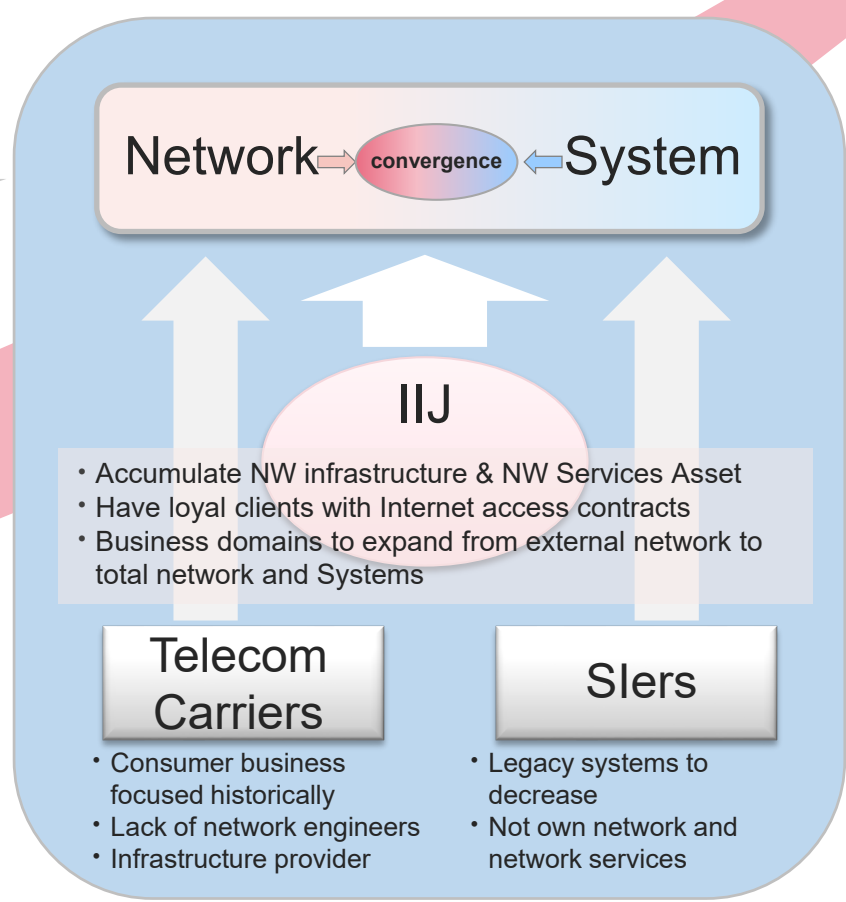 Network convergence System
IIJ
・Accumulate NW infrastructure & NW Services Asset
・Have loyal clients with Internet access contracts
・Business domains to expand from external network to
total network and Systems
Telecom
Carriers
・Consumer business
focused historically
・Lack of network engineers
・Infrastructure provider
SIers
・Legacy systems to
decrease
・Not own network and
network services